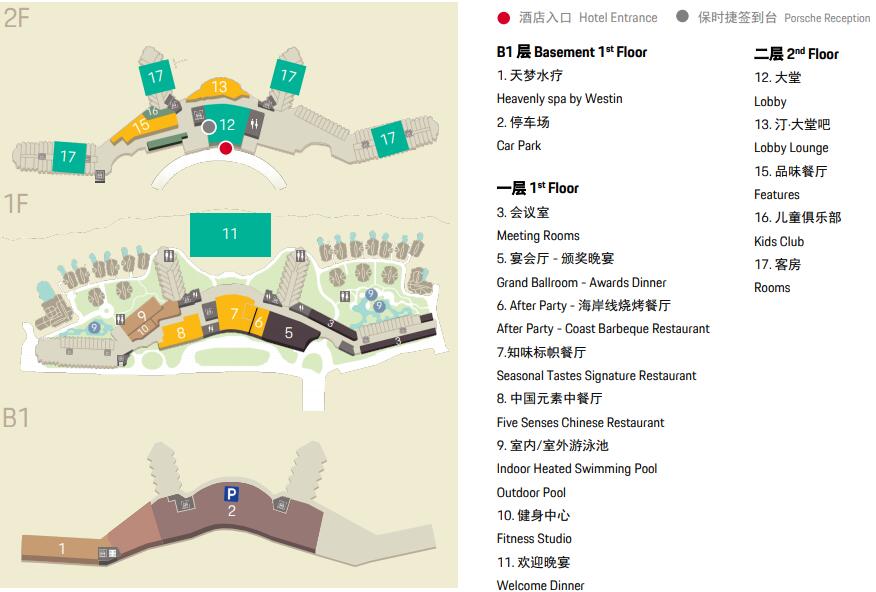 2F
17
17
13
16
15
12
17
17
1F
11
9
10
9
8
7
6
5
3
9
9
3
B1
P
2
1
酒店入口 Hotel Entrance
保时捷签到台 Porsche Reception
B1 层 Basement 1st Floor
1. 天梦水疗
Heavenly spa by Westin
2. 停车场
Car Park
一层 1st Floor
3. 会议室
Meeting Rooms
5. 宴会厅 - 颁奖晚宴
Grand Ballroom - Awards Dinner
6. After Party - 海岸线烧烤餐厅
After Party - Coast Barbeque Restaurant
7.知味标帜餐厅
Seasonal Tastes Signature Restaurant
8. 中国元素中餐厅
Five Senses Chinese Restaurant
9. 室内/室外游泳池
Indoor Heated Swimming Pool
Outdoor Pool
10. 健身中心
Fitness Studio
11. 欢迎晚宴
Welcome Dinner
二层 2nd Floor
12. 大堂
Lobby
13. 汀·大堂吧
Lobby Lounge
15. 品味餐厅
Features
16. 儿童俱乐部
Kids Club
17. 客房
Rooms